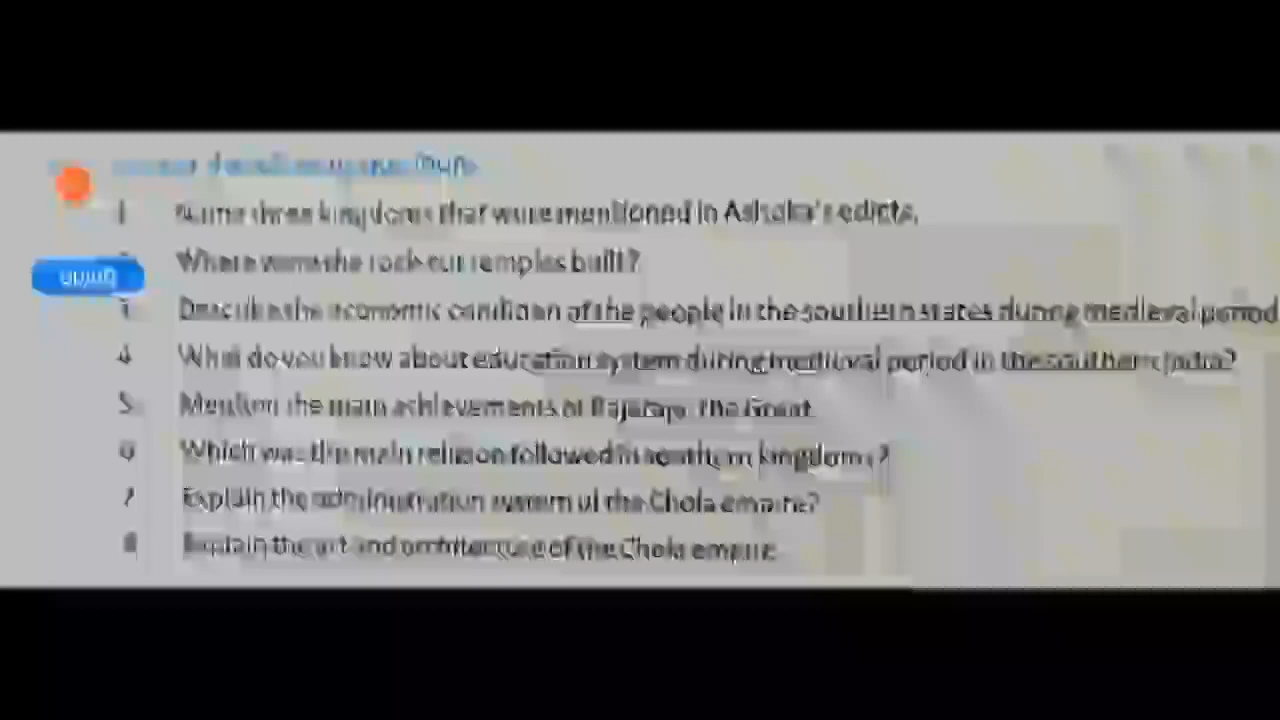 1 Name three kingdoms that were mentioned in Ashoka's edicts.
Where were the rock cut temples built?
3. Describe the economic condition of the people in the southern states during medieval period
4. What do you know about education system during medieval period in the southern India?
5. Mention the main achievements of Rajaraja the Great.
6 Which was the main religion followed in southern kingdoms?
7 Explain the administration system of the Chola empire?
8 Explain the art and architecture of the Chola empire.